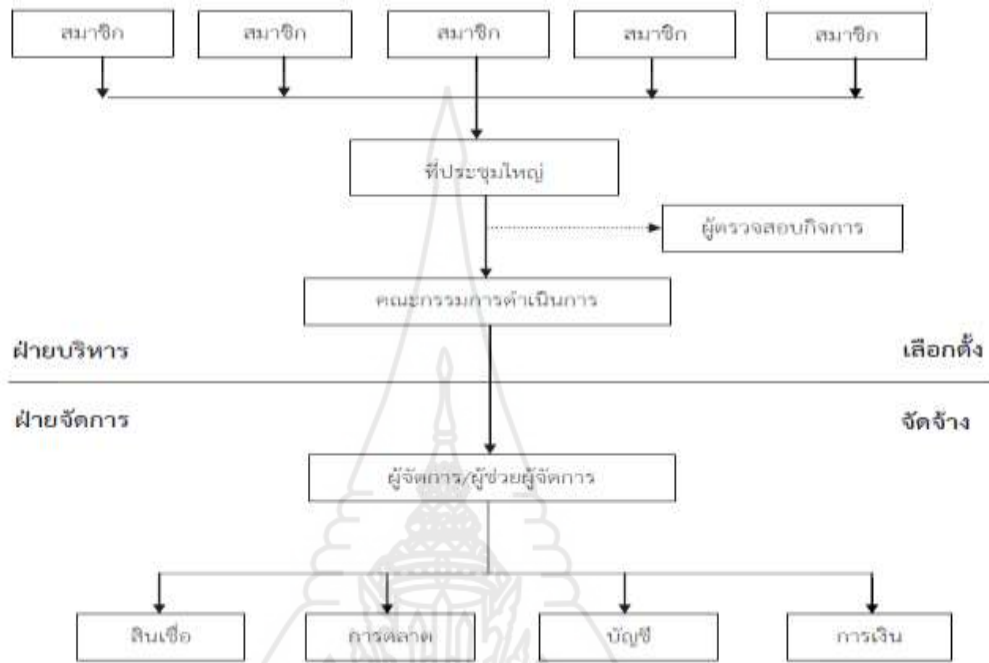 สมาชิก สมาชิก สมาชิก สมาชิก สมาชิก
ที่ประชุมใหญ่
ผู้ตรวจสอบกิจการ
คณะกรรมการดำเนินการ
ฝ่ายบริหาร เลือกตั้ง
ฝ่ายจัดการ จัดจ้าง
ผู้จัดการ/ผู้ช่วยผู้จัดการ
สินเชื่อ การตลาด บัญชี การเงิน